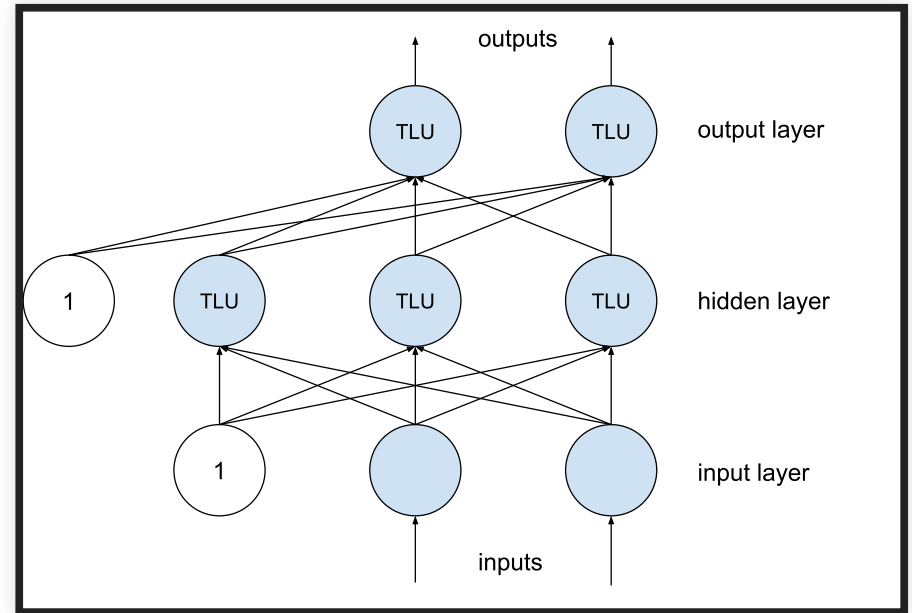 outputs
TLU TLU output layer
1 TLU TLU TLU hidden layer
1 input layer
inputs